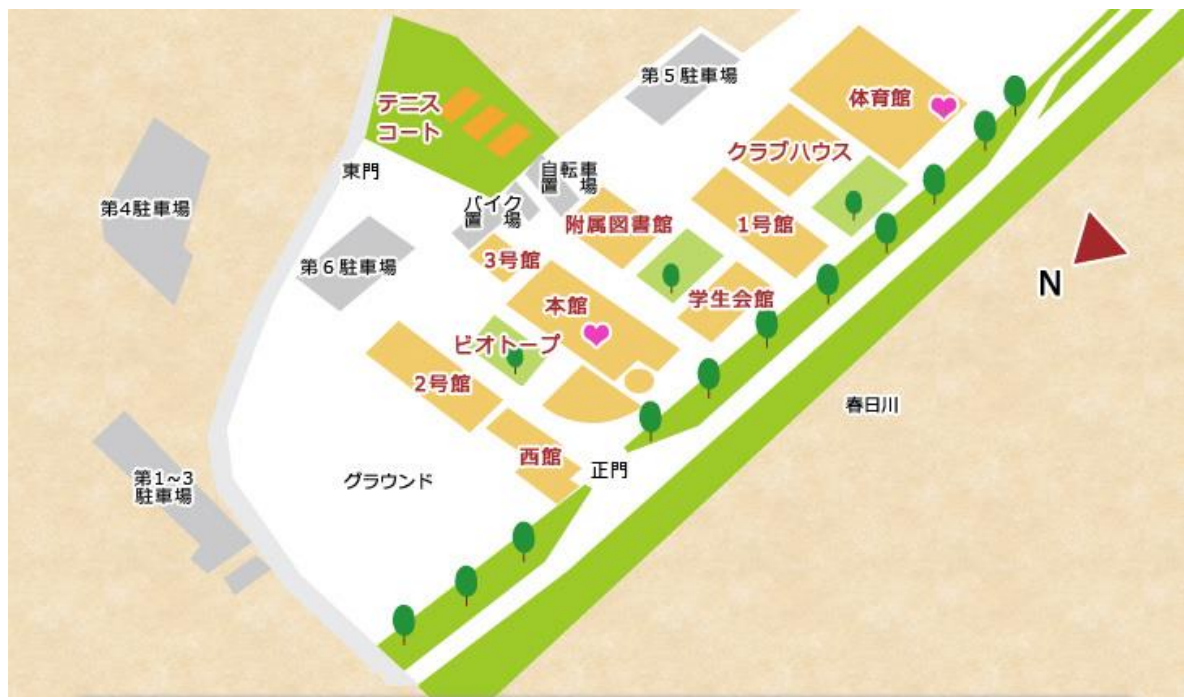 第5駐車場
体育館
テニス
コート
クラブハウス
東門
自転車
置 場
第4駐車場
バイク
置 場
附属図書館
1号館
3号館
第6駐車場
学生会館
N
本館
ビオトープ
2号館
春日川
西館
正門
第1~3
駐車場
グラウンド